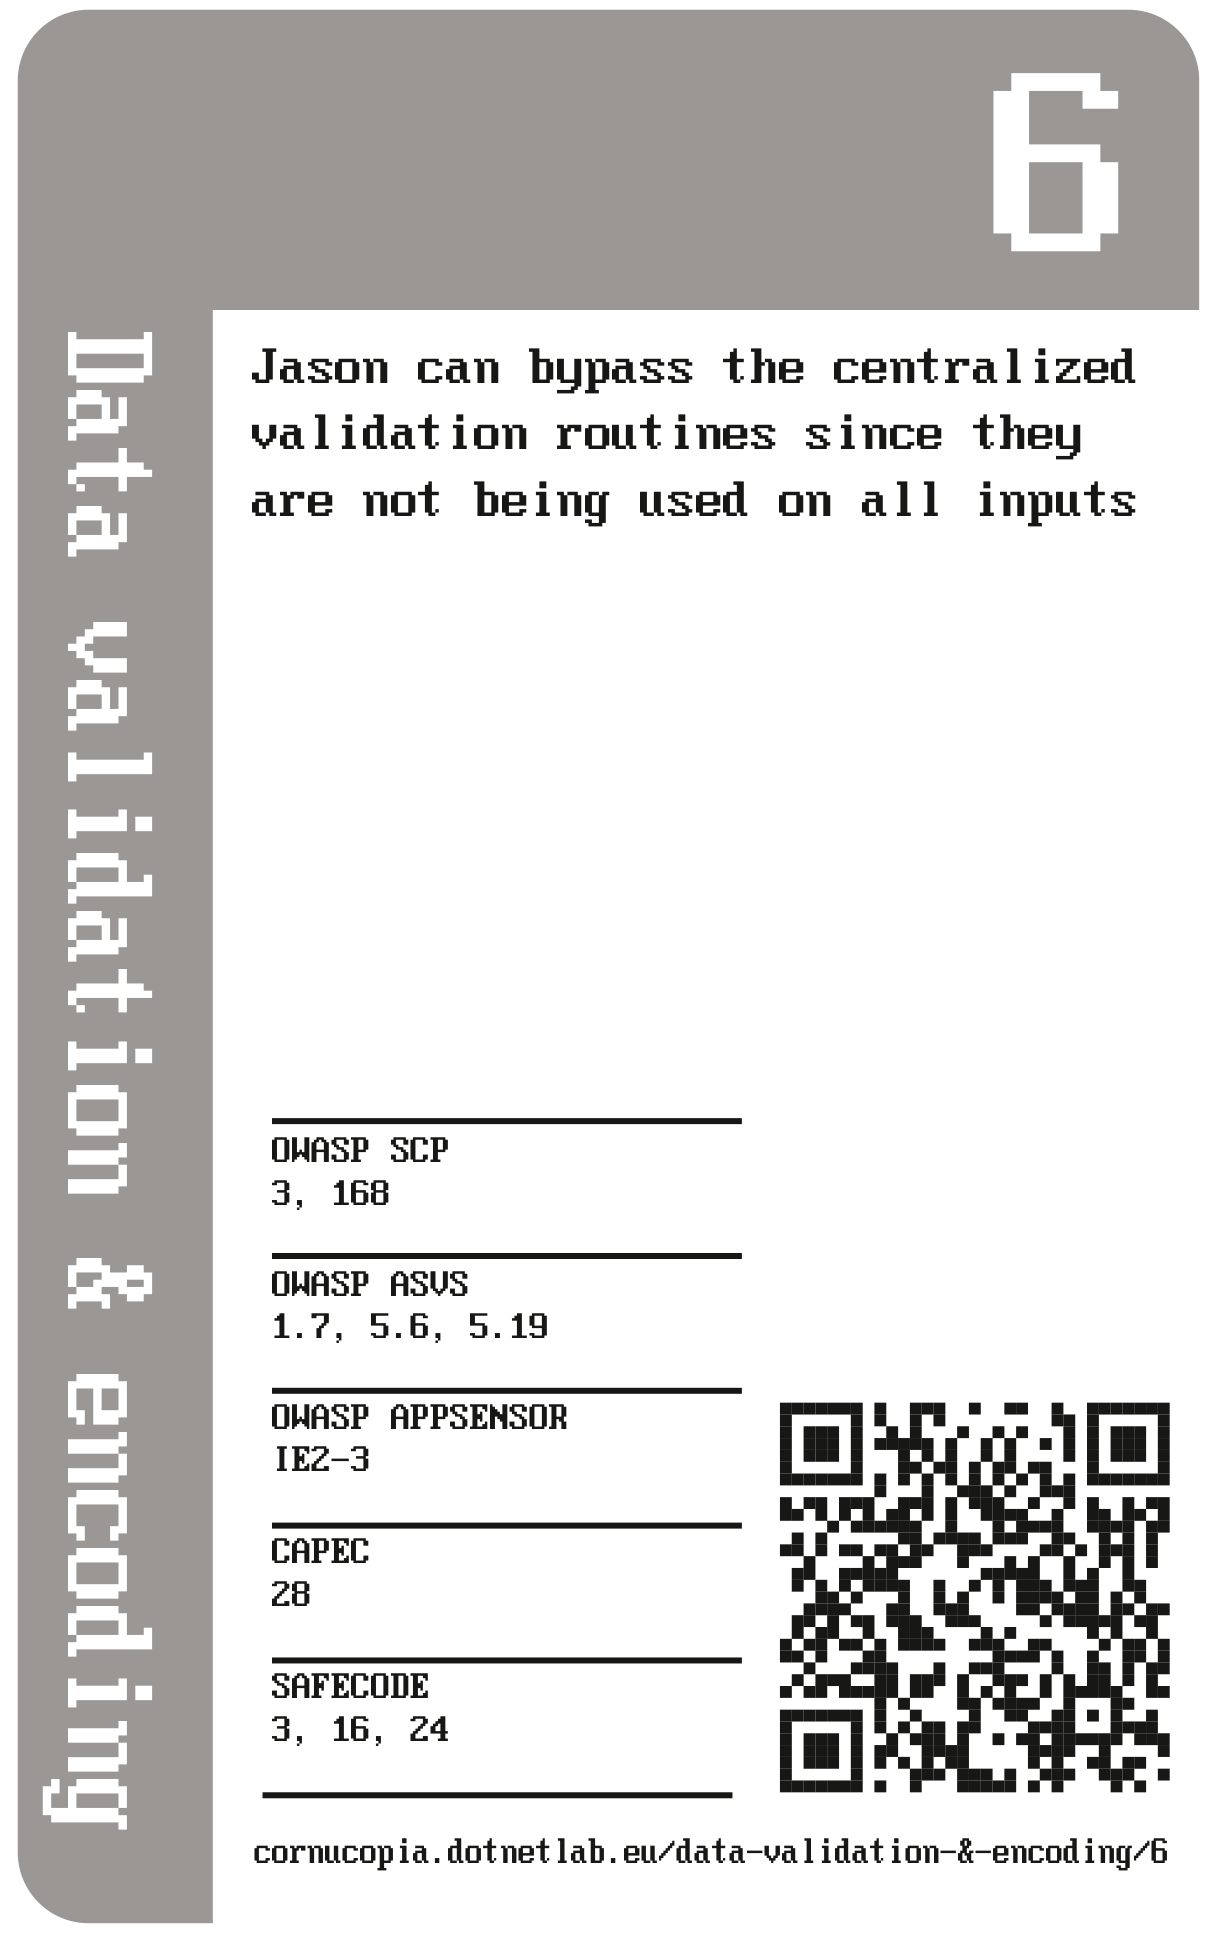 6
Data validation & encoding
Jason can bypass the centralized
validation routines since they
are not being used on all inputs
OWASP SCP
3, 168
OWASP ASVS
1.7, 5.6, 5.19
OWASP APPSENSOR
IE2-3
CAPEC
28
SAFECODE
3, 16, 24
cornucopia.dotnetlab.eu/data-validation-&-encoding/6